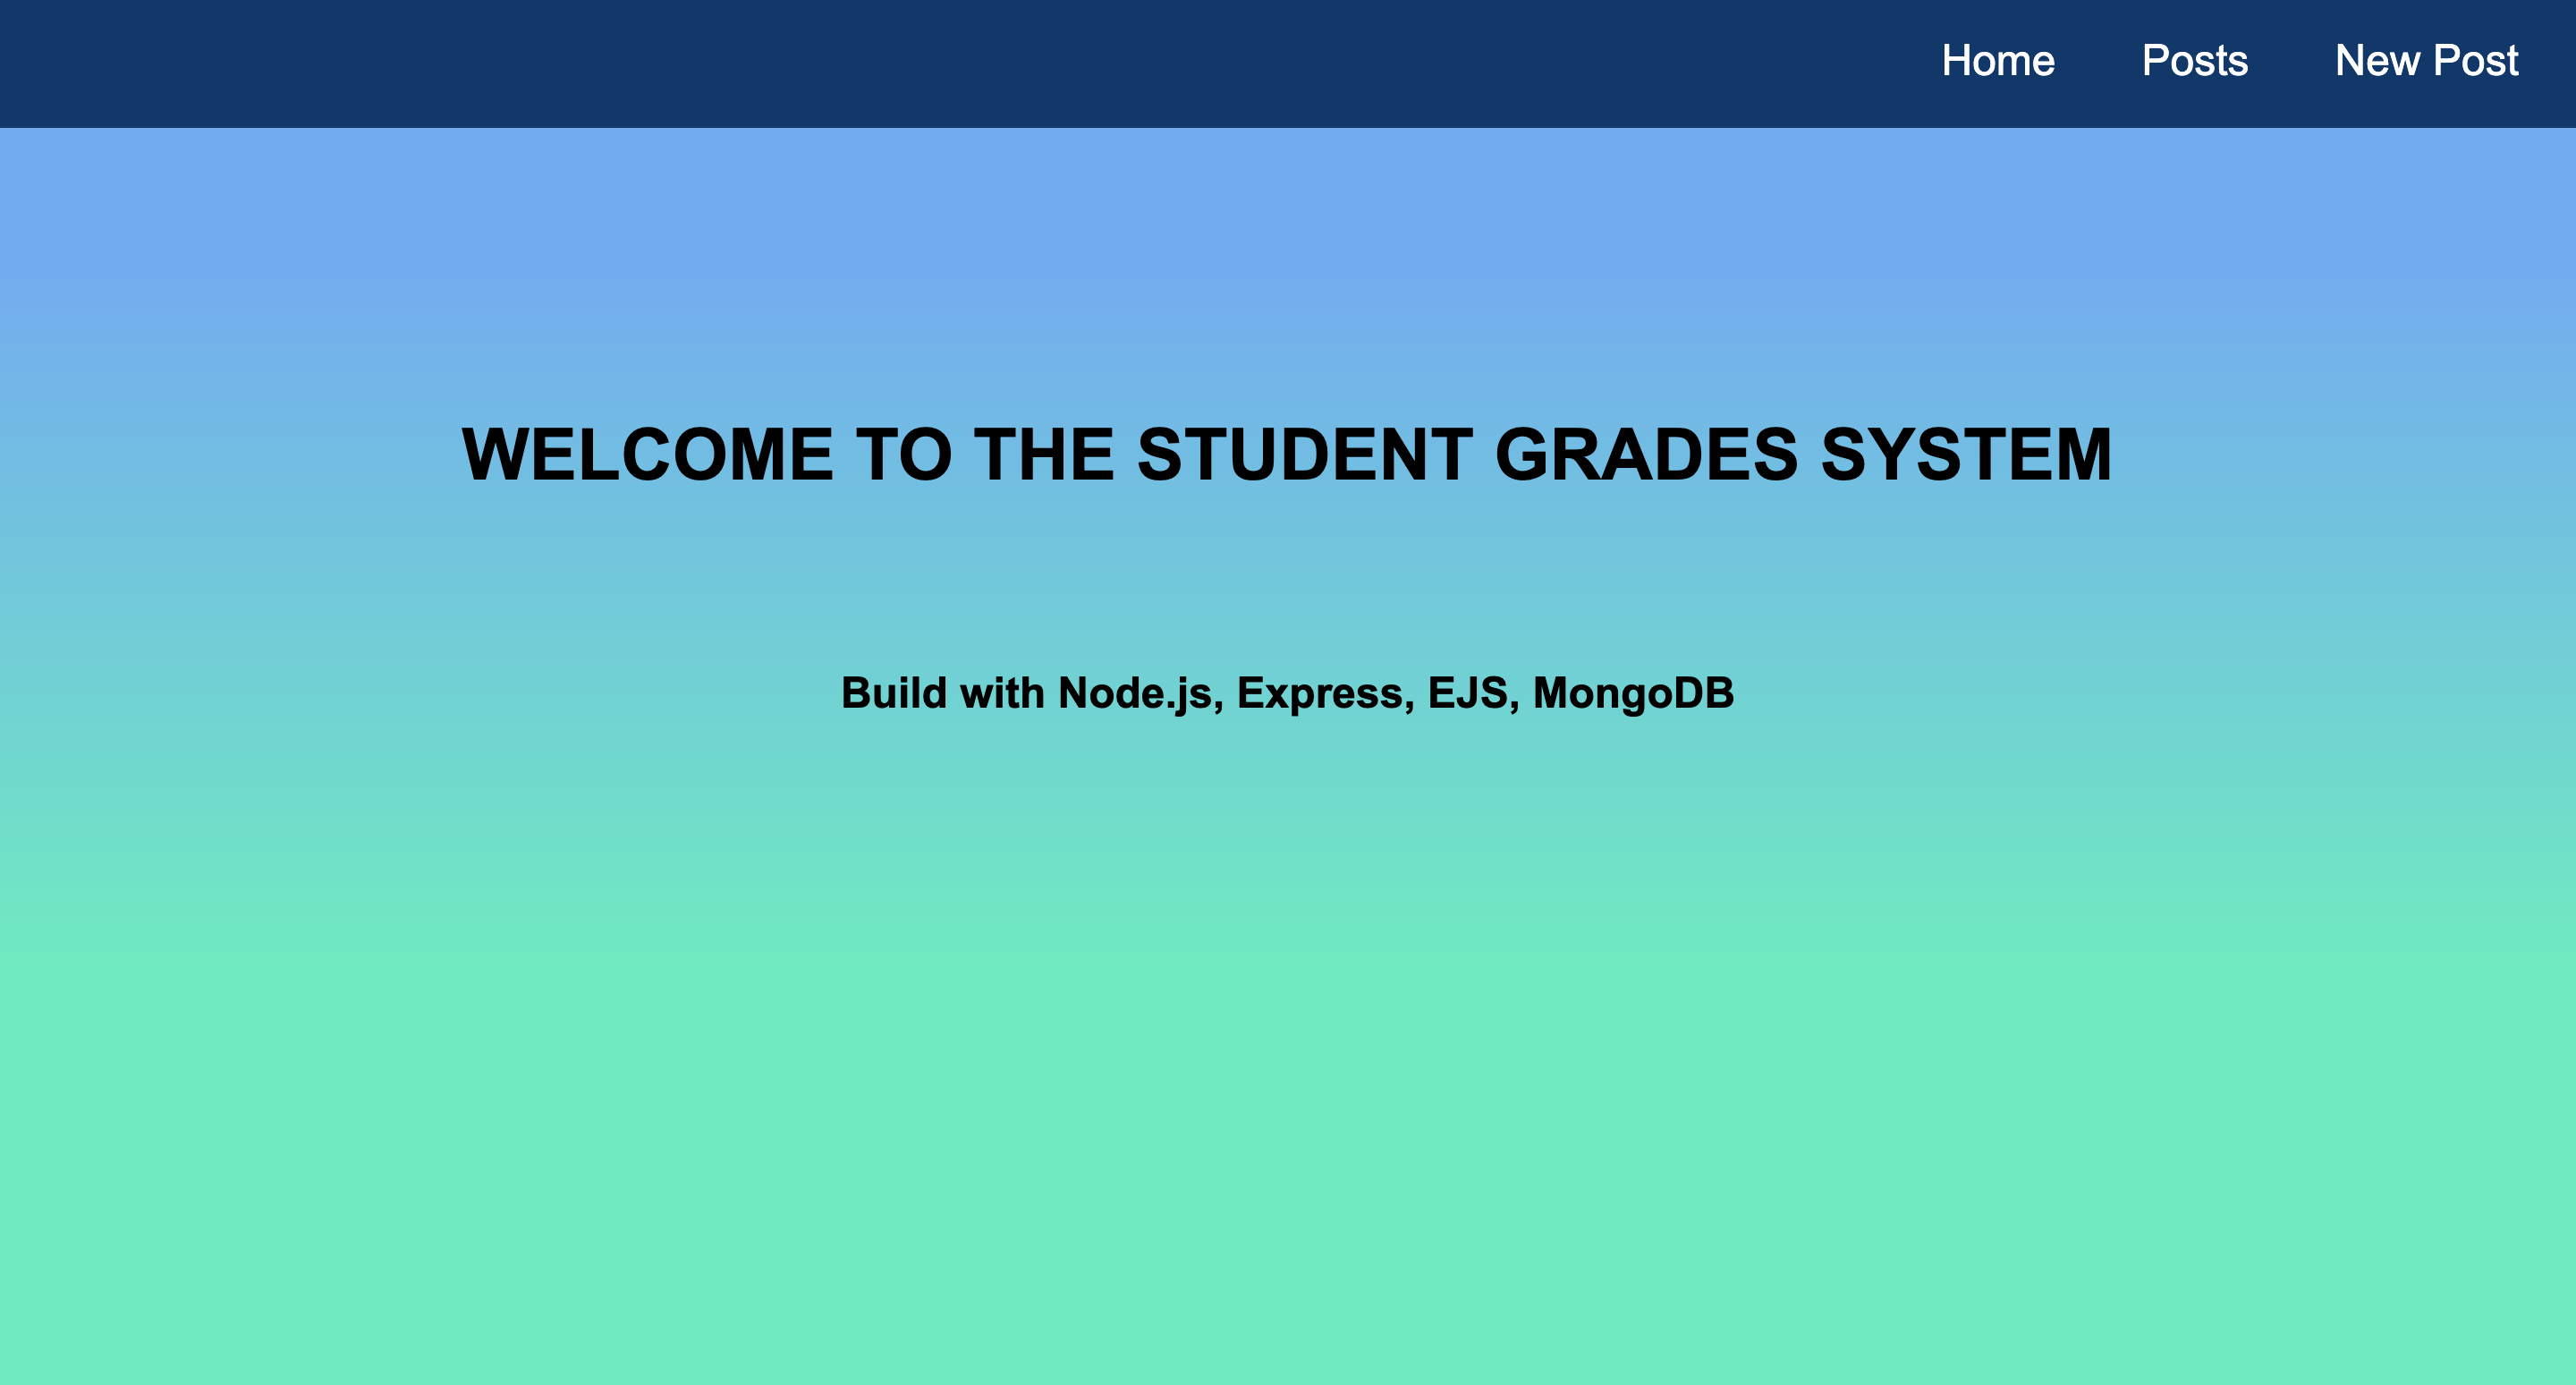 Home Posts New Post
WELCOME TO THE STUDENT GRADES SYSTEM
Build with Node.js, Express, EJS, MongoDB